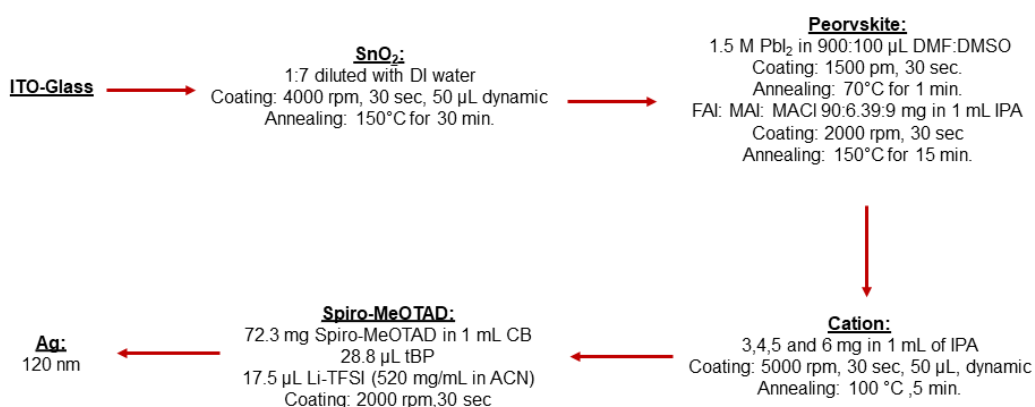 ITO-Glass
SnO₂:
1:7 diluted with DI water
Coating: 4000 rpm, 30 sec, 50 µL dynamic
Annealing: 150°C for 30 min.
Peorvskite:
1.5 M PbI₂ in 900:100 µL DMF:DMSO
Coating: 1500 pm, 30 sec.
Annealing: 70°C for 1 min.
FAI: MAI: MACl 90:6.39:9 mg in 1 mL IPA
Coating: 2000 rpm, 30 sec
Annealing: 150°C for 15 min.
Cation:
3,4,5 and 6 mg in 1 mL of IPA
Coating: 5000 rpm, 30 sec, 50 µL, dynamic
Annealing: 100 °C ,5 min.
Spiro-MeOTAD:
72.3 mg Spiro-MeOTAD in 1 mL CB
28.8 µL tBP
17.5 µL Li-TFSI (520 mg/mL in ACN)
Coating: 2000 rpm,30 sec
Ag:
120 nm